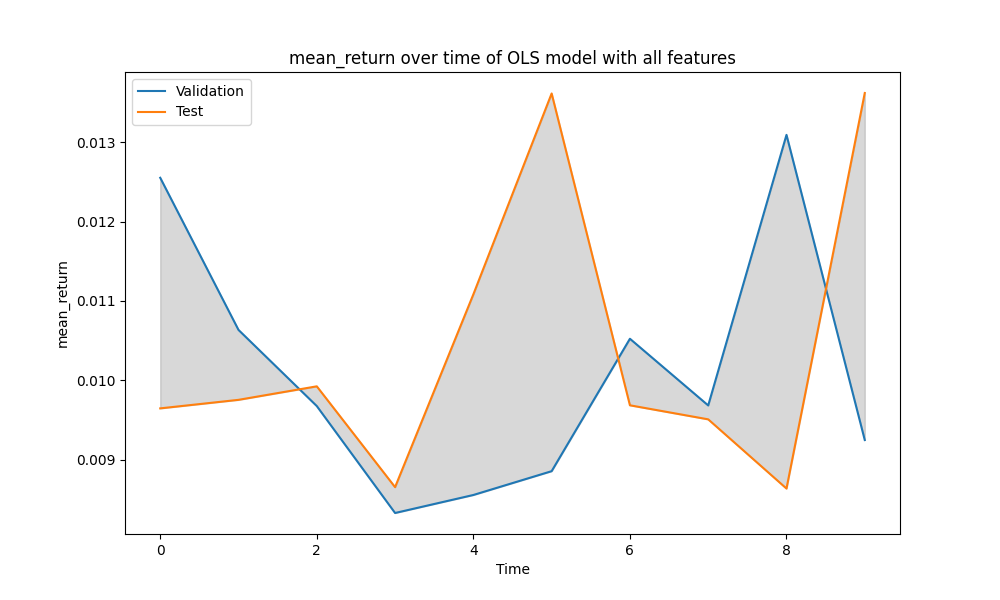 mean_return over time of OLS model with all features
Validation
Test
mean_return
0.013
0.012
0.011
0.010
0.009
0 2 4 6 8
Time